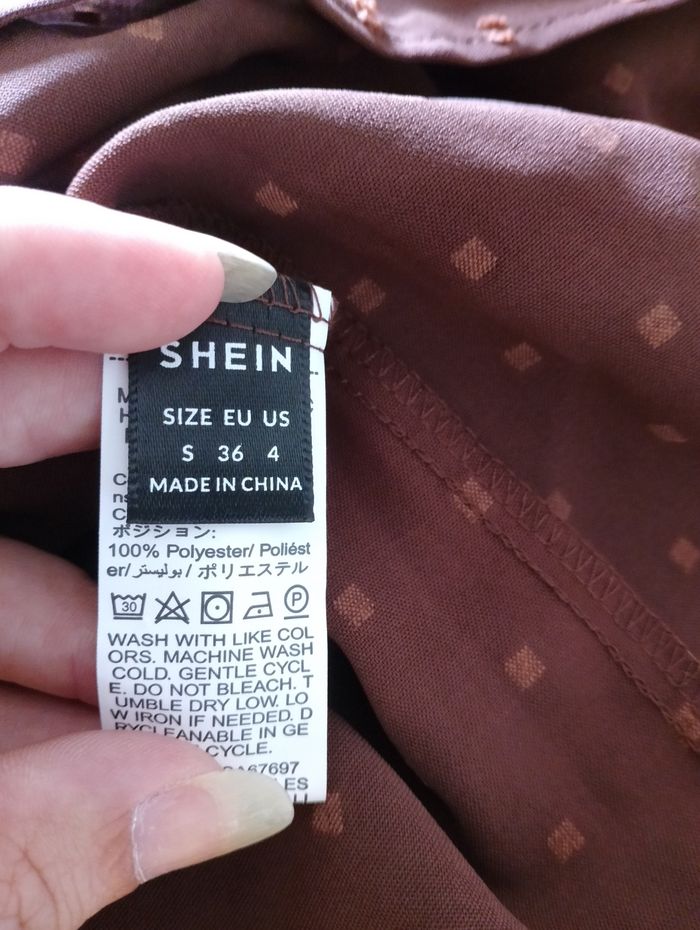 SHEIN
SIZE EU US
S 36 4
MADE IN CHINA
ポジション:
100% Polyester/ Poliést
er/بوليستر/ポリエステル
30
P
WASH WITH LIKE COL
ORS. MACHINE WASH
COLD. GENTLE CYCL
E. DO NOT BLEACH. T
UMBLE DRY LOW. LO
W IRON IF NEEDED. D
RYCLEANABLE IN GE
CYCLE.